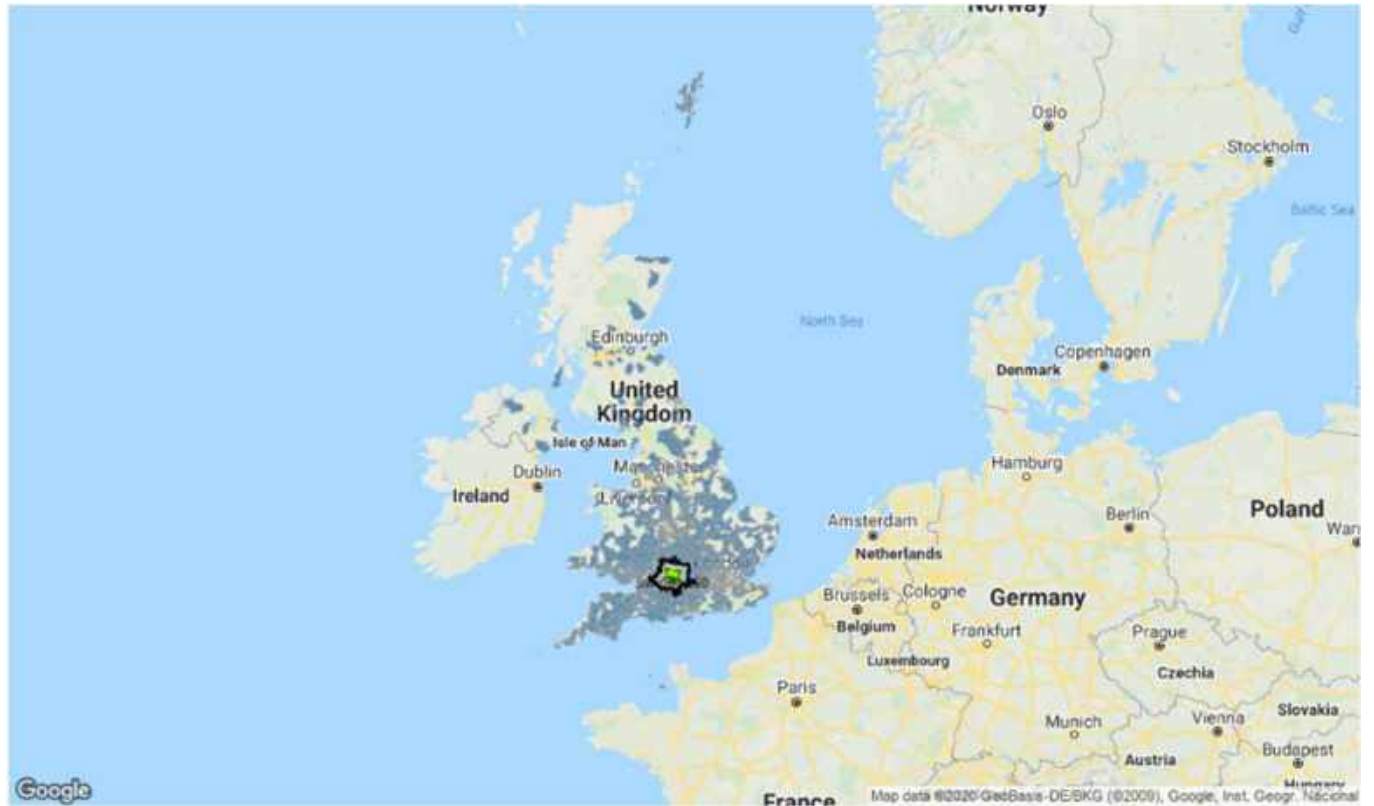 Norway
Oslo
Stockholm
Baltic Sea
North Sea
Edinburgh
Copenhagen
Denmark
United
Kingdom
Isle of Man
Hamburg
Dublin
Ireland
Liverpool
Amsterdam
Netherlands
Berlin
Poland
Brussels
Cologne
Belgium
Germany
Frankfurt
Luxembourg
Prague
Czechia
Paris
Munich
Vienna
Slovakia
Austria
Budapest
Hungary
France
Google
Map data ©2020 GeoBasis-DE/BKG (©2009), Google, Inst. Geogr. Nacional